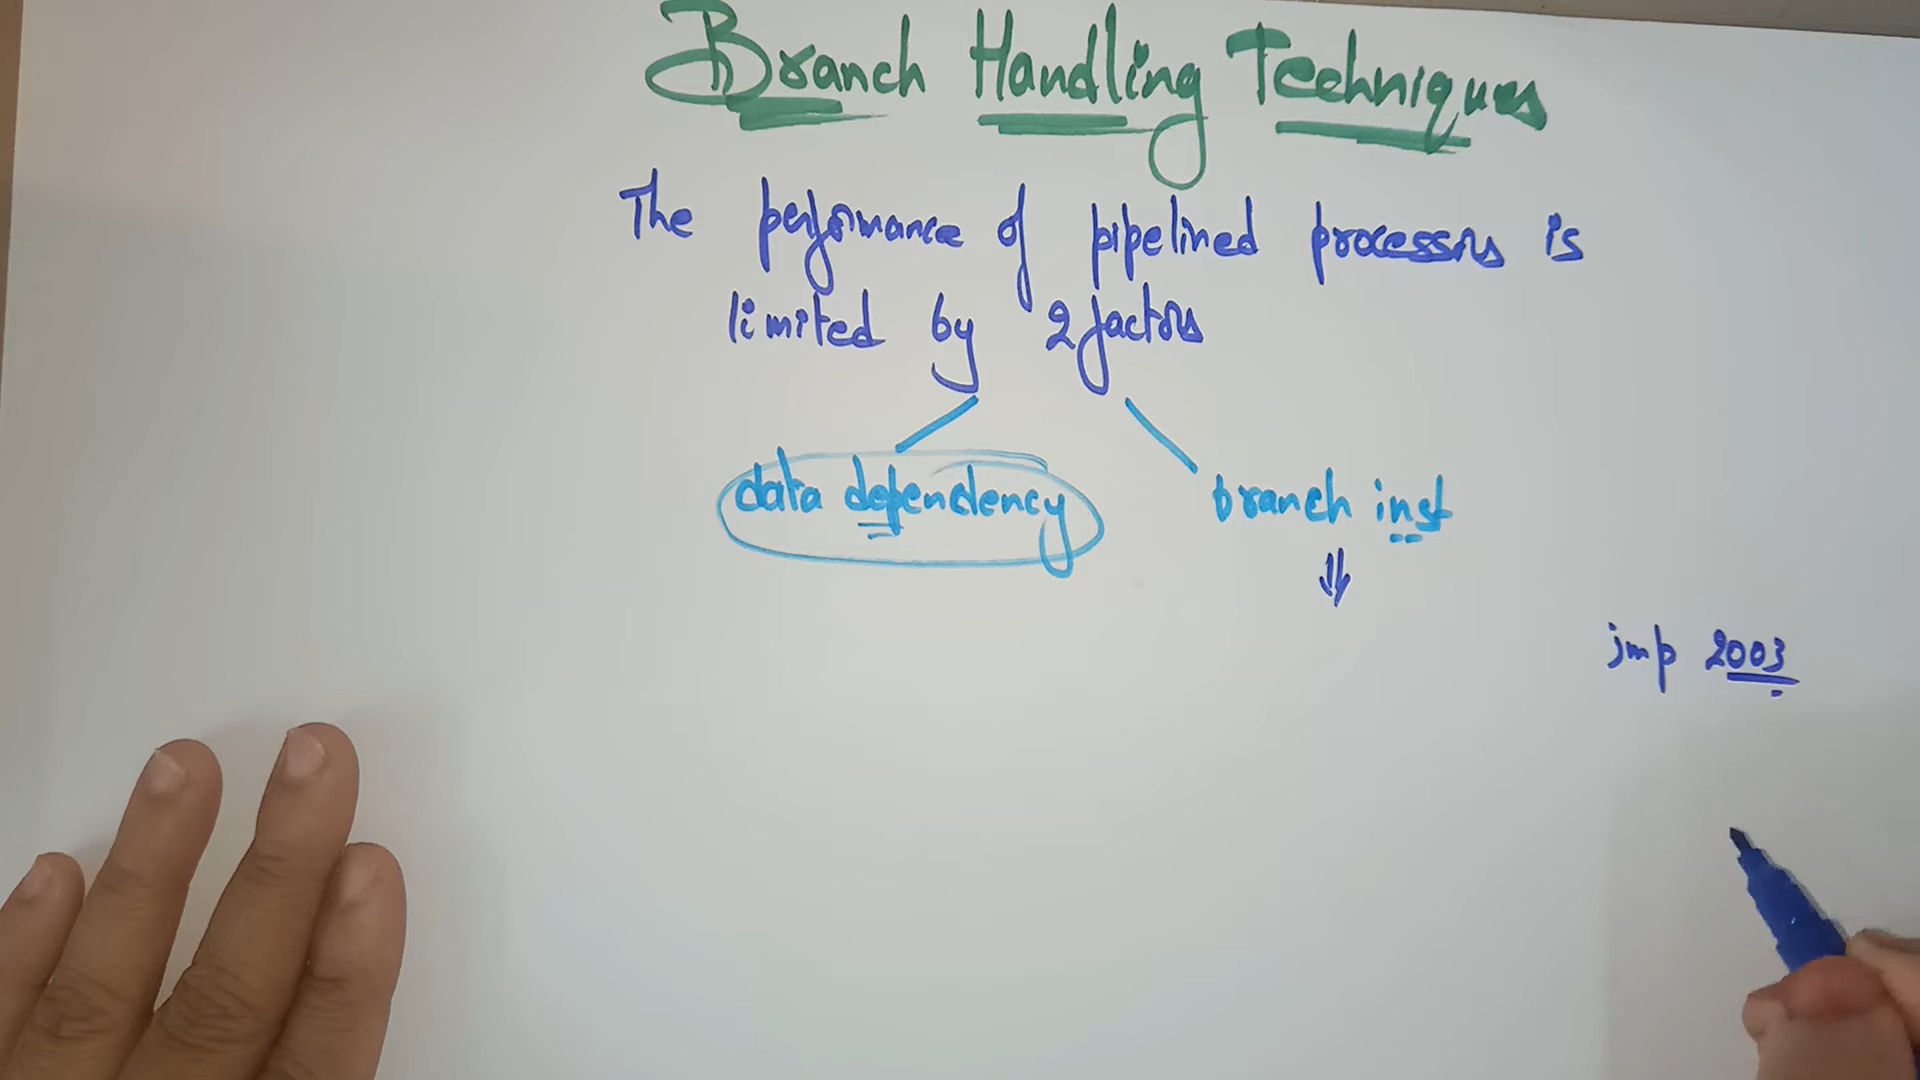 Branch Handling Techniques
The performance of pipelined processors is
limited by 2 factors
data dependency
branch inst
jmp 2003